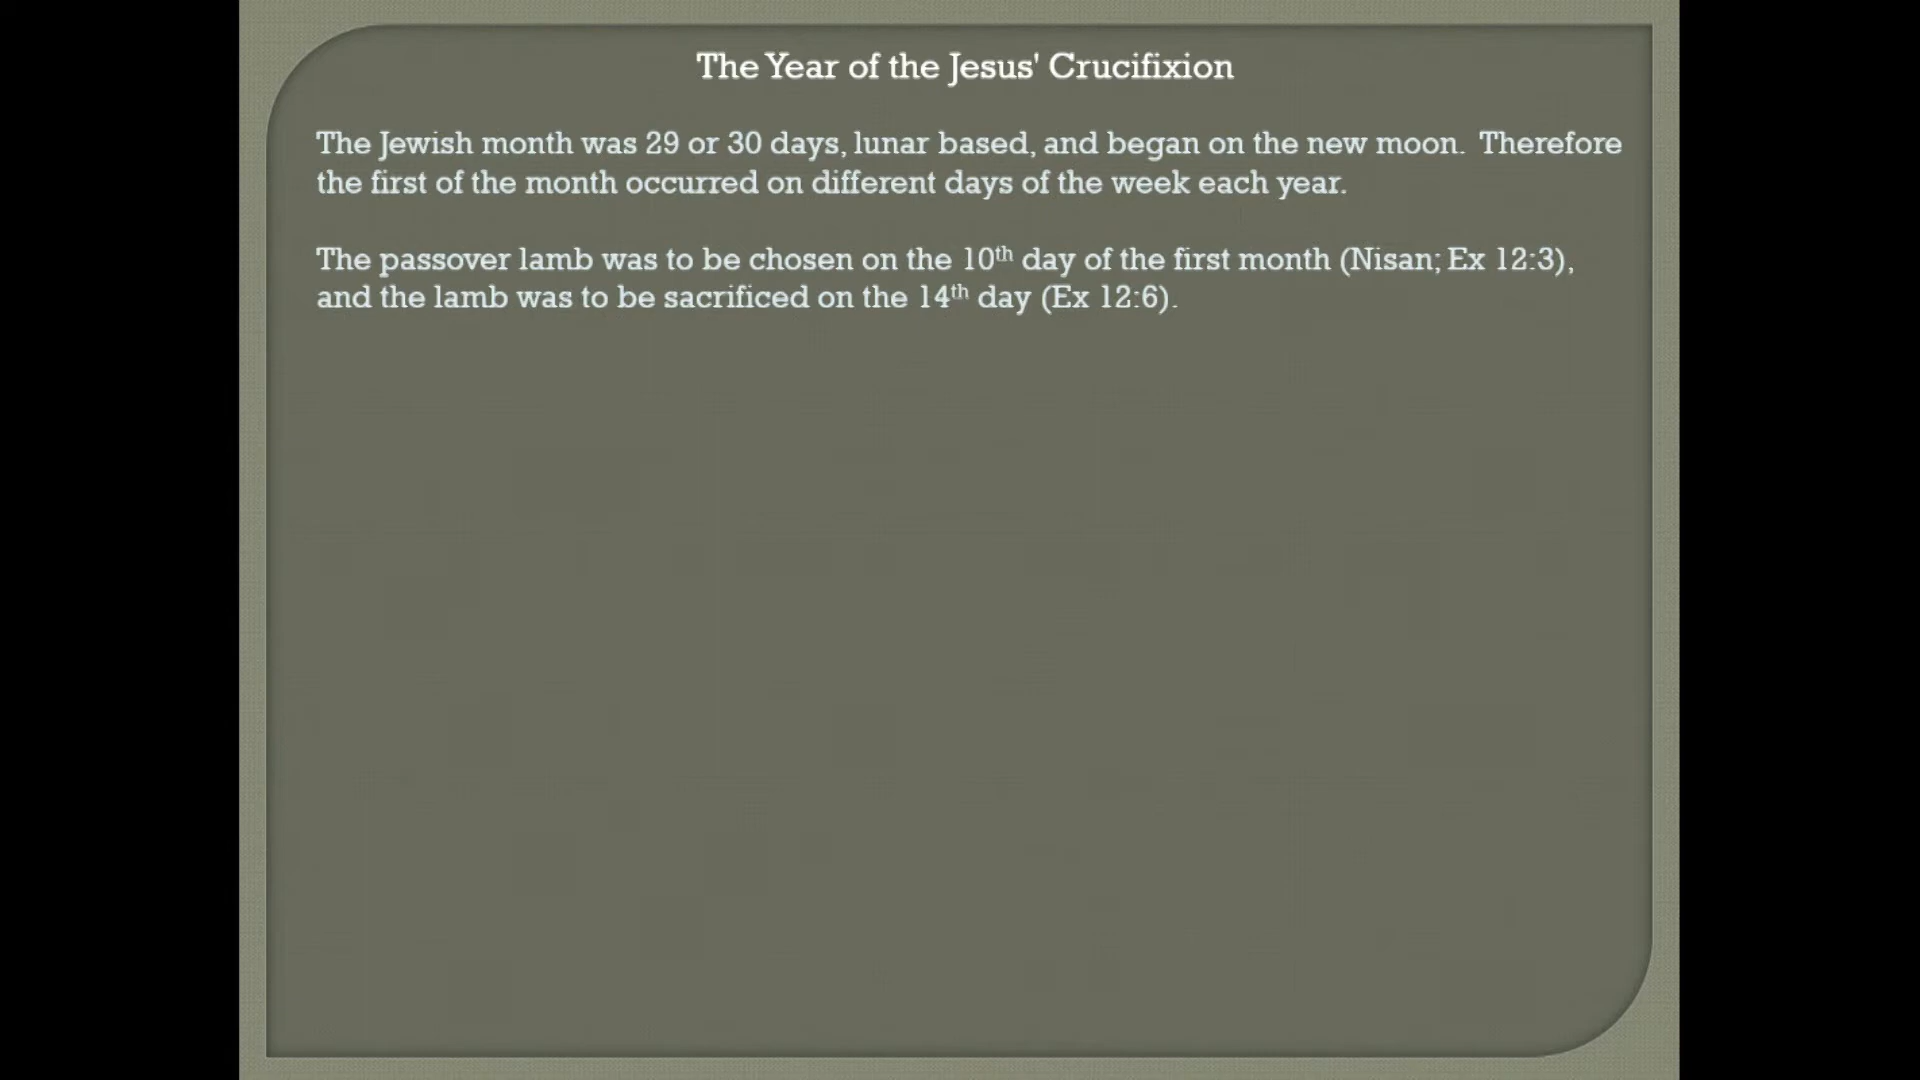 The Year of the Jesus' Crucifixion
The Jewish month was 29 or 30 days, lunar based, and began on the new moon.  Therefore
the first of the month occurred on different days of the week each year.
The passover lamb was to be chosen on the 10th day of the first month (Nisan; Ex 12:3),
and the lamb was to be sacrificed on the 14th day (Ex 12:6).